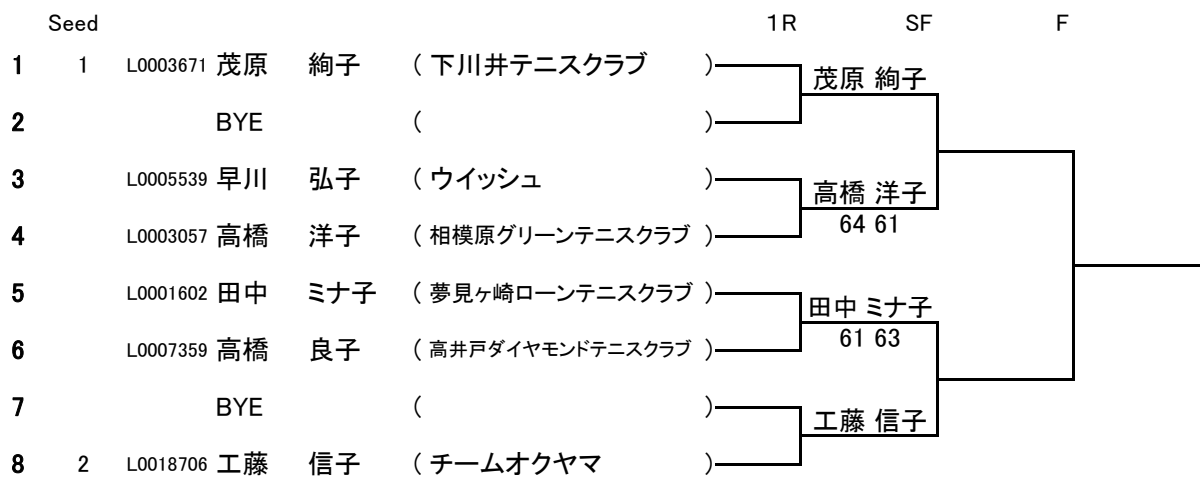 Seed 1R SF F
1 1 L0003671 茂原 絢子 ( 下川井テニスクラブ )
茂原 絢子
2 BYE ( )
3 L0005539 早川 弘子 ( ウイッシュ )
高橋 洋子
64 61
4 L0003057 高橋 洋子 ( 相模原グリーンテニスクラブ )
5 L0001602 田中 ミナ子 ( 夢見ヶ崎ローンテニスクラブ )
田中 ミナ子
61 63
6 L0007359 高橋 良子 ( 高井戸ダイヤモンドテニスクラブ )
7 BYE ( )
工藤 信子
8 2 L0018706 工藤 信子 ( チームオクヤマ )